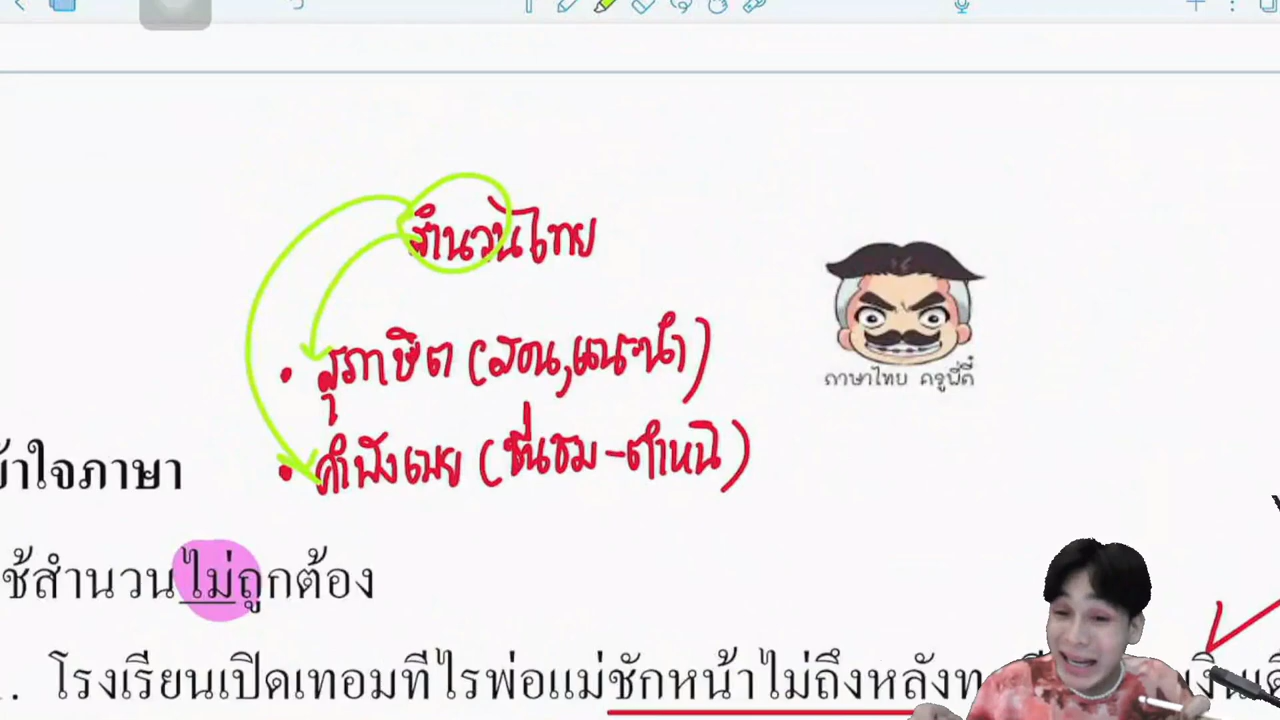 สำนวนไทย
• สุภาษิต (สอน,แนะนำ)
ภาษาไทย ครูพี่กี้
• คำพังเพย (ชื่นชม-ตำหนิ)
ข้าใจภาษา
ช้สำนวนไม่ถูกต้อง
โรงเรียนเปิดเทอมทีไรพ่อแม่ชักหน้าไม่ถึงหลัง